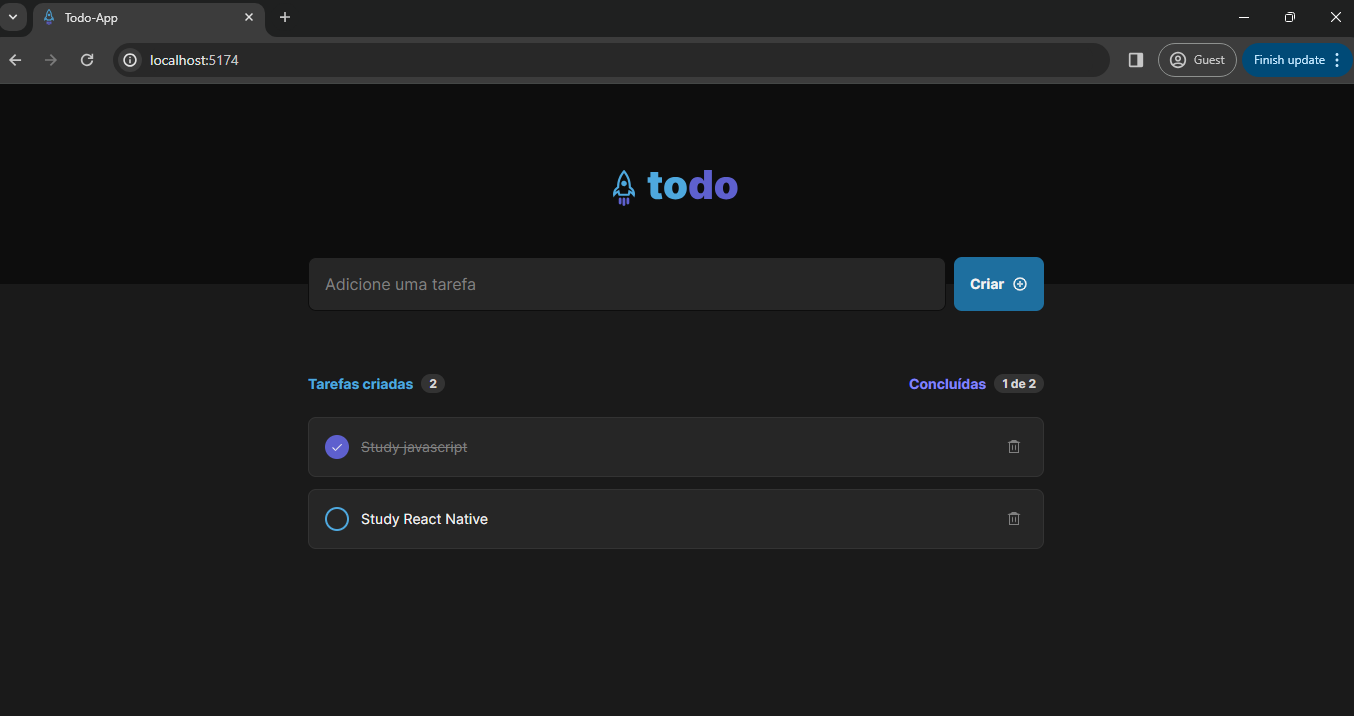 Todo-App
localhost:5174
Guest
Finish update
todo
Adicione uma tarefa
Criar
Tarefas criadas 2
Concluídas 1 de 2
Study javascript
Study React Native